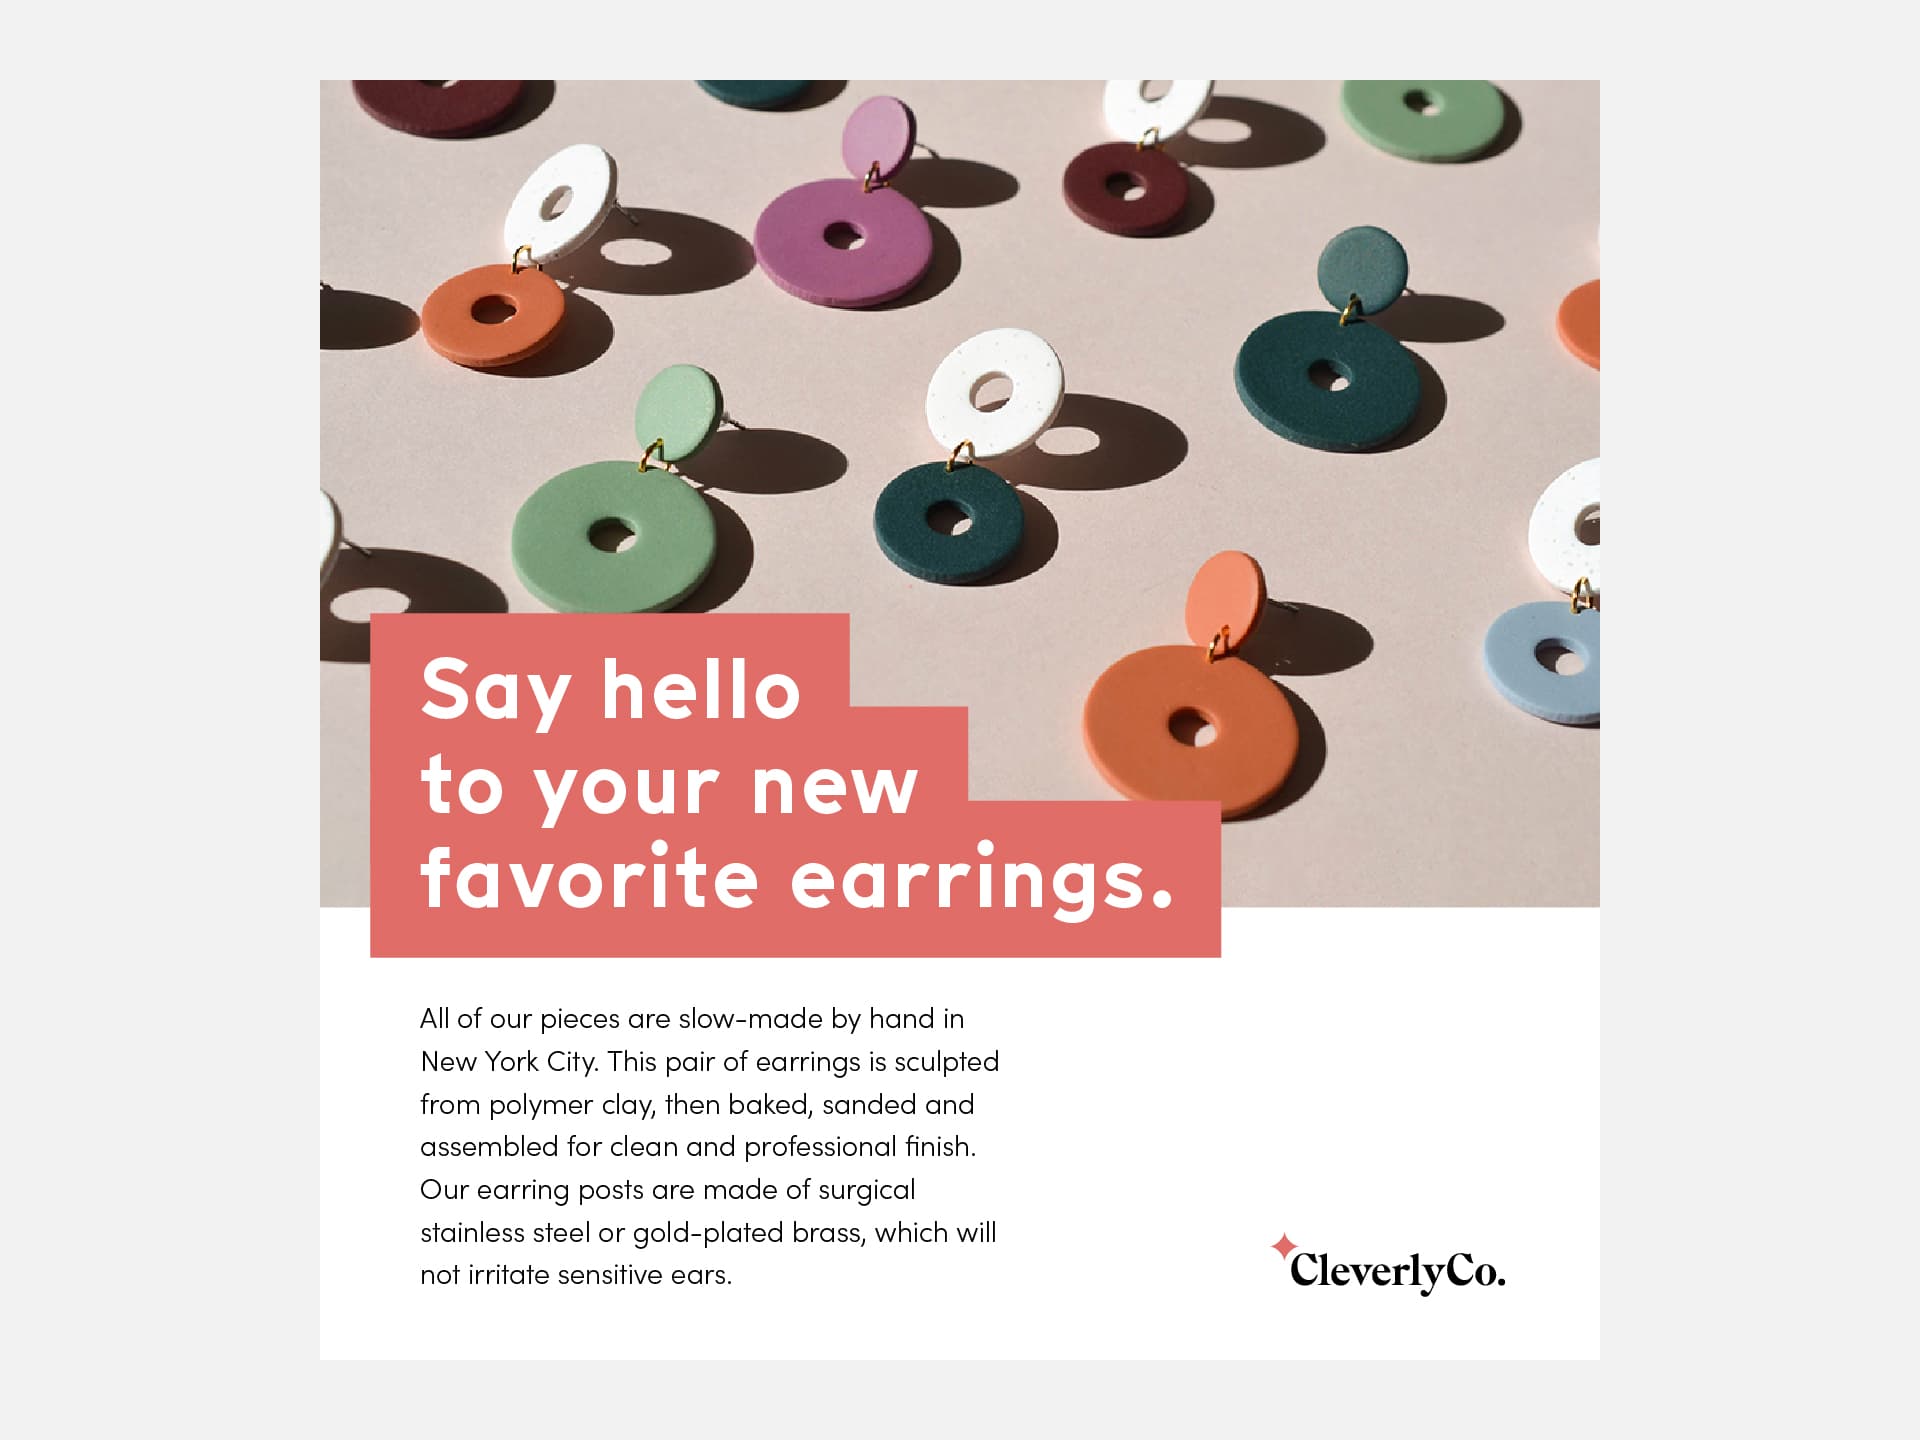 Say hello
to your new
favorite earrings.
All of our pieces are slow-made by hand in
New York City. This pair of earrings is sculpted
from polymer clay, then baked, sanded and
assembled for clean and professional finish.
Our earring posts are made of surgical
stainless steel or gold-plated brass, which will
not irritate sensitive ears.
CleverlyCo.